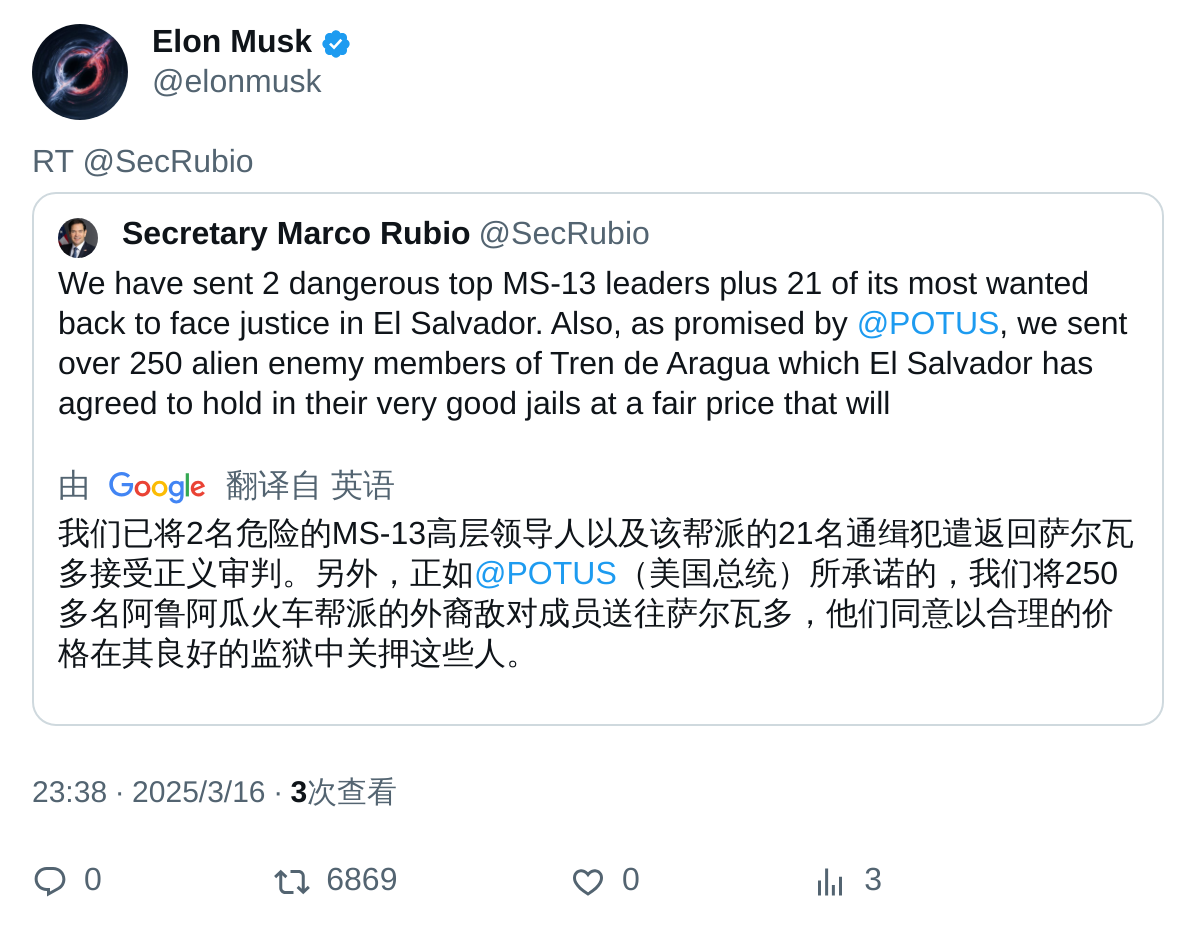 Elon Musk
@elonmusk
RT @SecRubio
Secretary Marco Rubio @SecRubio
We have sent 2 dangerous top MS-13 leaders plus 21 of its most wanted
back to face justice in El Salvador. Also, as promised by @POTUS, we sent
over 250 alien enemy members of Tren de Aragua which El Salvador has
agreed to hold in their very good jails at a fair price that will
由 Google 翻译自 英语
我们已将2名危险的MS-13高层领导人以及该帮派的21名通缉犯遣返回萨尔瓦
多接受正义审判。另外，正如@POTUS（美国总统）所承诺的，我们将250
多名阿鲁阿瓜火车帮派的外裔敌对成员送往萨尔瓦多，他们同意以合理的价
格在其良好的监狱中关押这些人。
23:38 · 2025/3/16 · 3次查看
0 6869 0 3